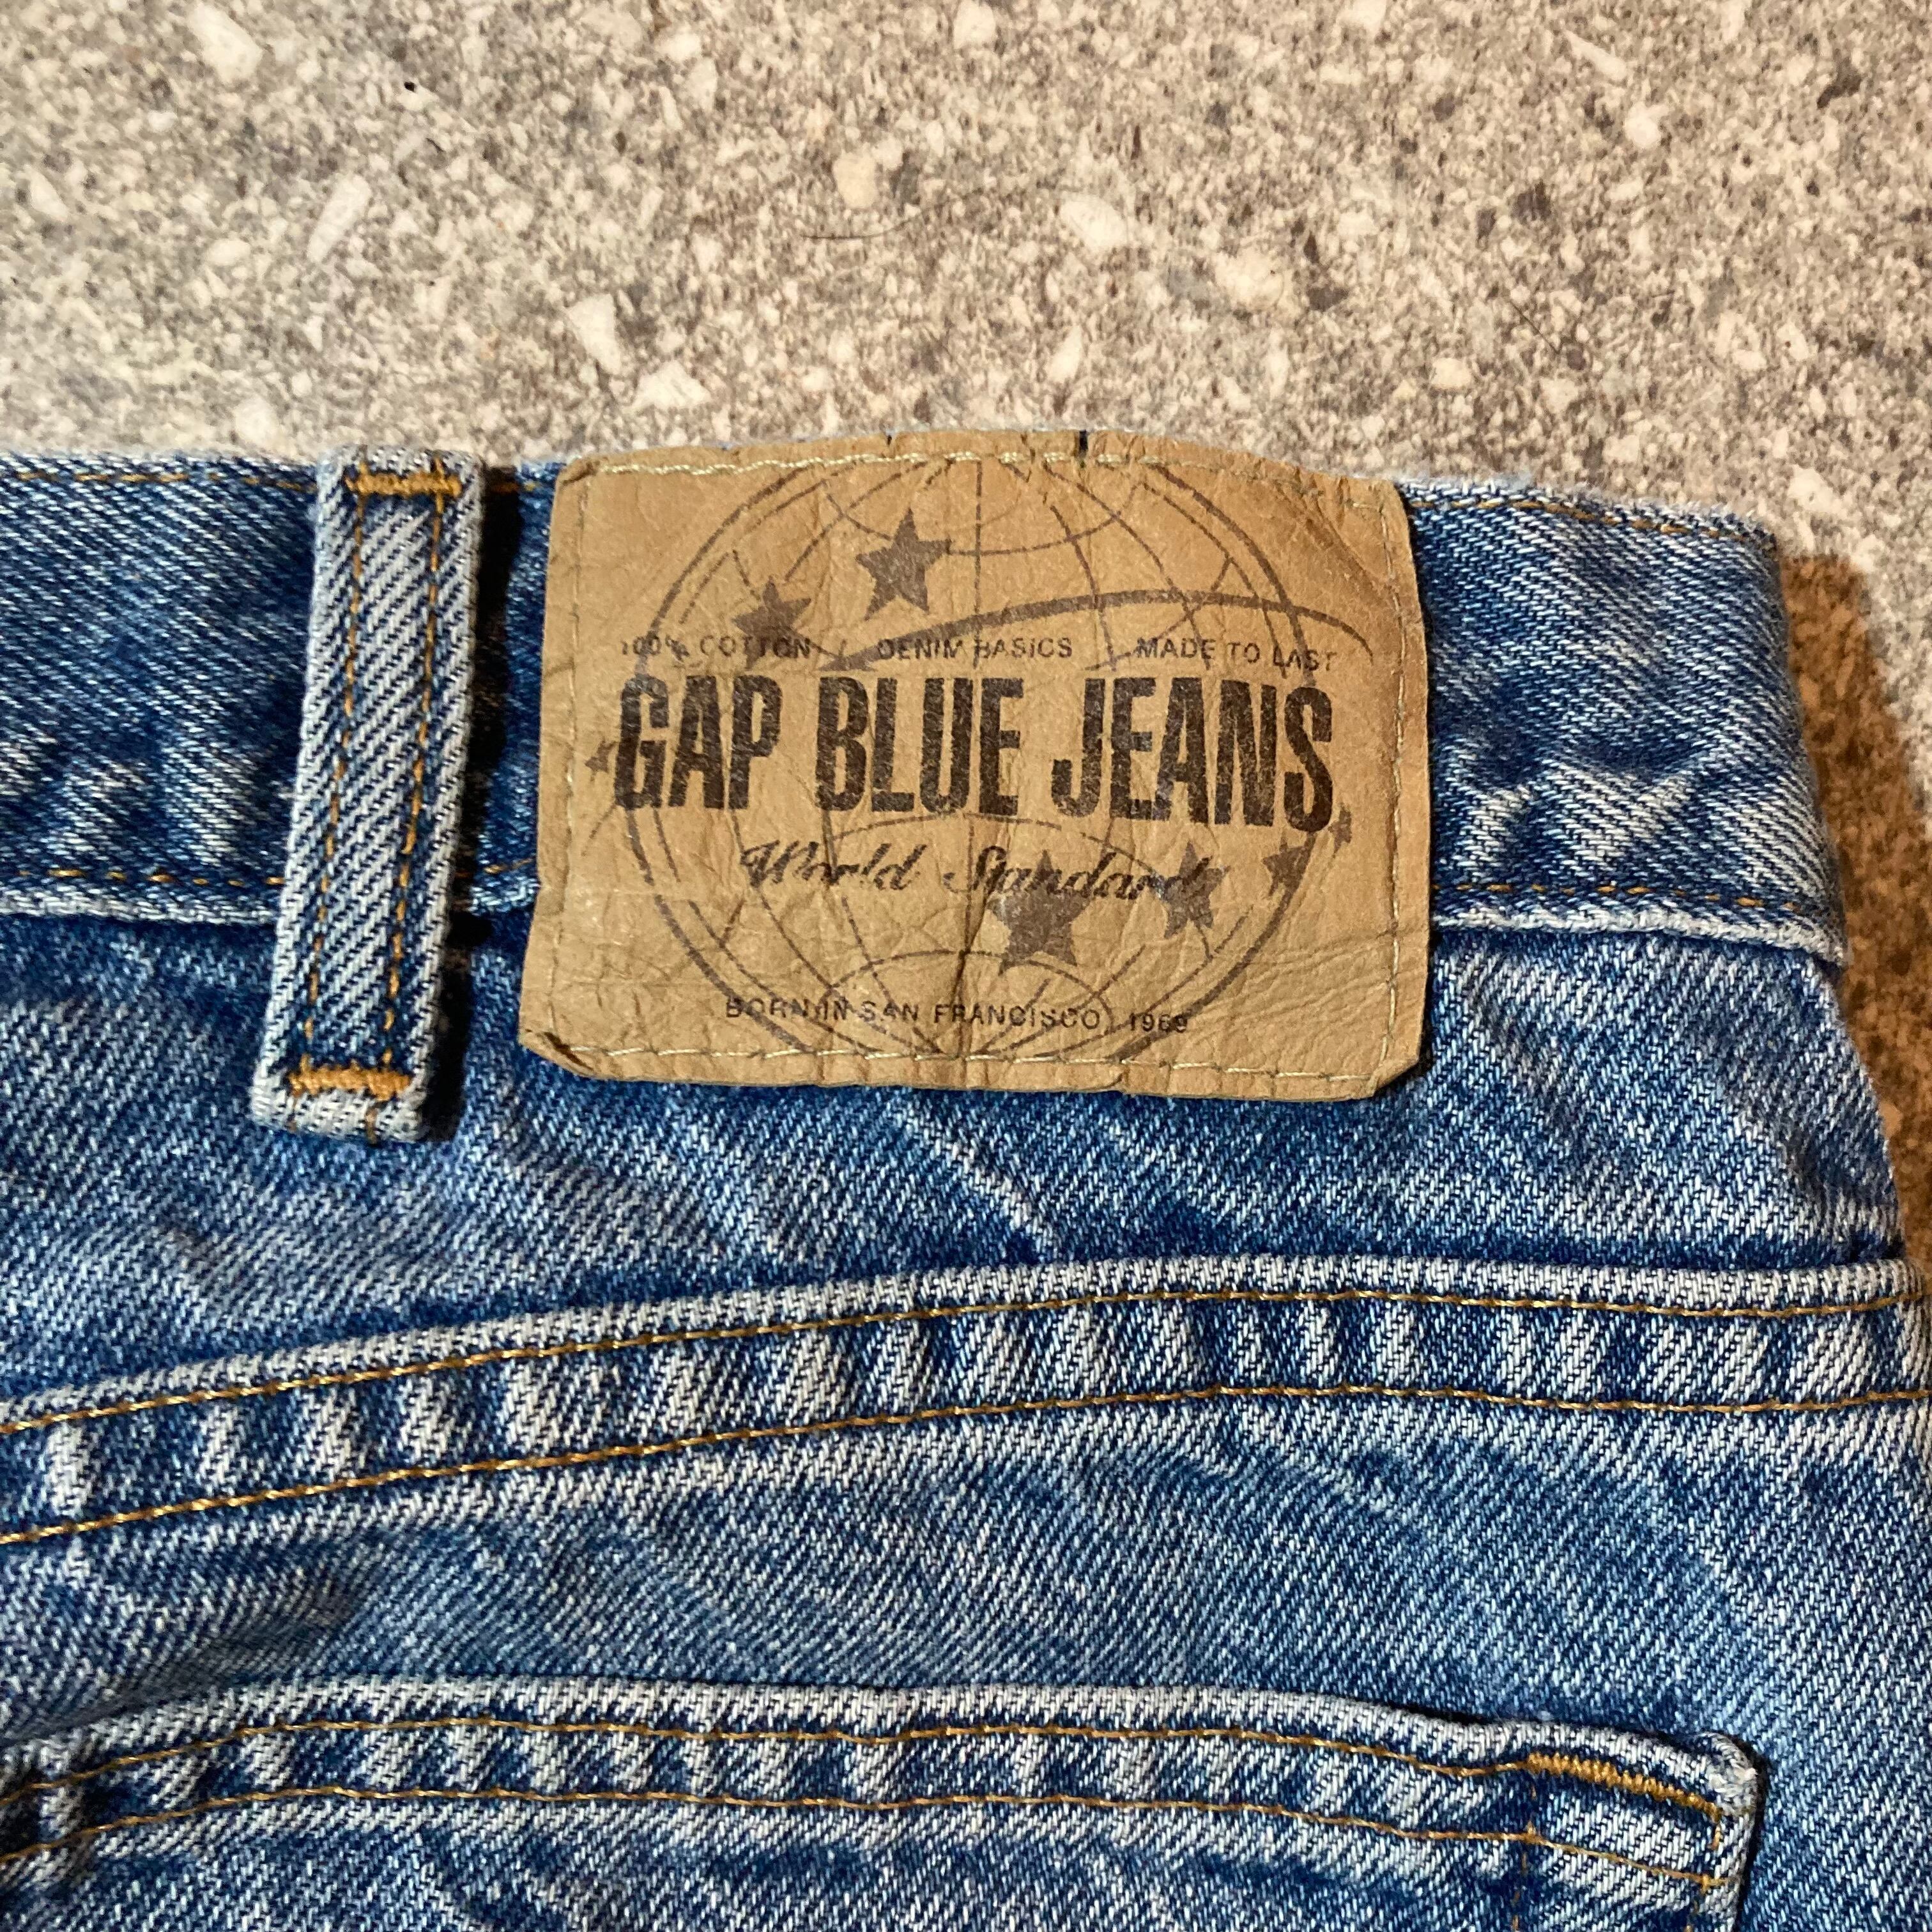 100% COTTON / DENIM BASICS MADE TO LAST
GAP BLUE JEANS
World Standard
BORN IN SAN FRANCISCO, 1969